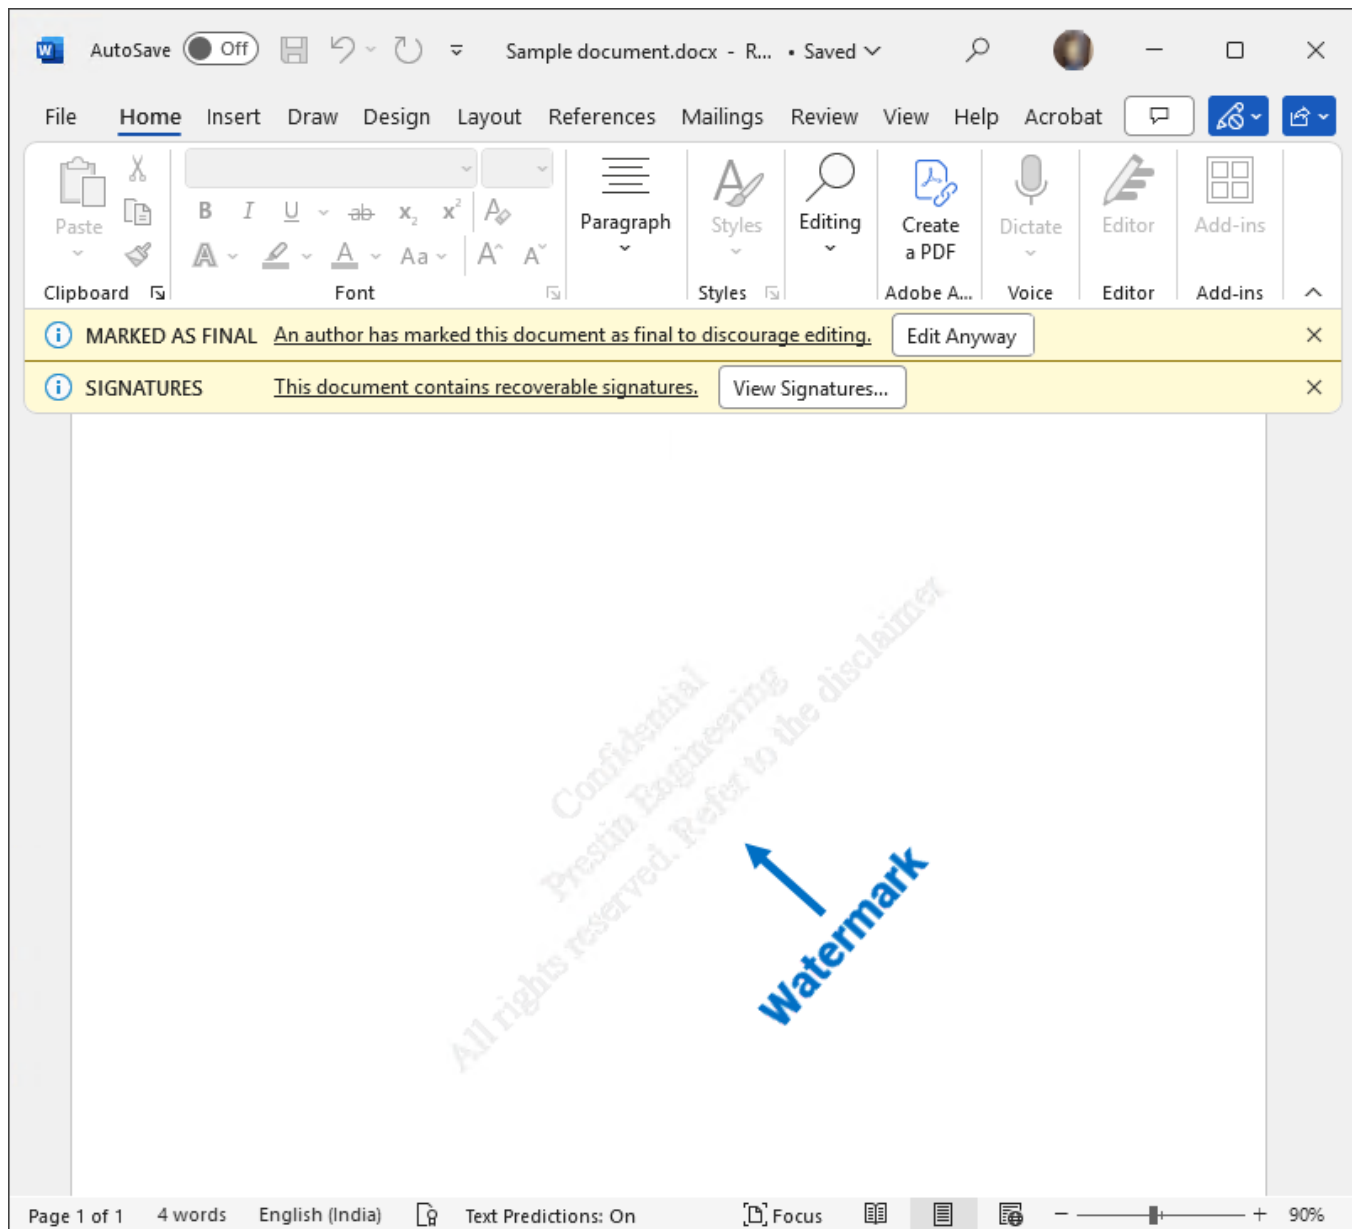 AutoSave Off Sample document.docx - R... • Saved
File Home Insert Draw Design Layout References Mailings Review View Help Acrobat
Paste
B I U ab x₂ x² A
A A Aa A A
Paragraph
Styles
Editing
Create
a PDF
Dictate
Editor
Add-ins
Clipboard Font Styles Adobe A... Voice Editor Add-ins
MARKED AS FINAL An author has marked this document as final to discourage editing. Edit Anyway
SIGNATURES This document contains recoverable signatures. View Signatures...
Confidential
Prestin Engineering
All rights reserved. Refer to the disclaimer
Watermark
Page 1 of 1 4 words English (India) Text Predictions: On Focus 90%